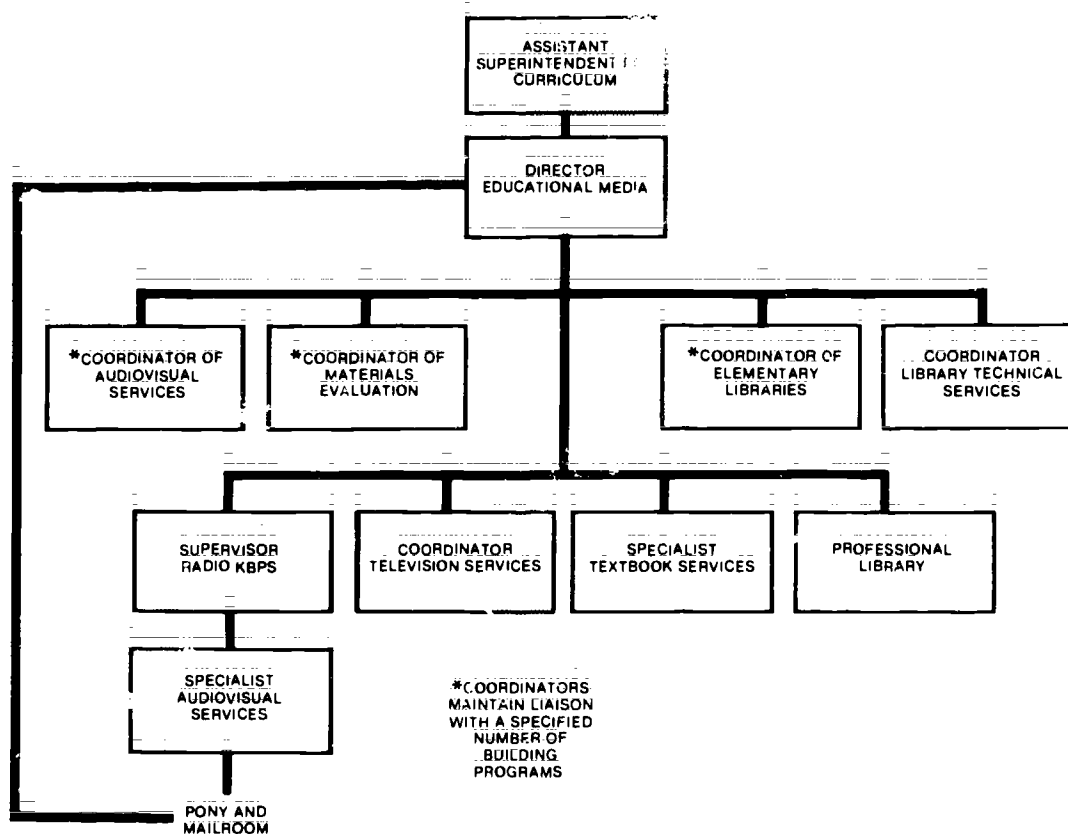 ASSISTANT
SUPERINTENDENT
CURRICULUM
DIRECTOR
EDUCATIONAL MEDIA
*COORDINATOR OF
AUDIOVISUAL
SERVICES
*COORDINATOR OF
MATERIALS
EVALUATION
*COORDINATOR OF
ELEMENTARY
LIBRARIES
COORDINATOR
LIBRARY TECHNICAL
SERVICES
SUPERVISOR
RADIO KBPS
COORDINATOR
TELEVISION SERVICES
SPECIALIST
TEXTBOOK SERVICES
PROFESSIONAL
LIBRARY
SPECIALIST
AUDIOVISUAL
SERVICES
*COORDINATORS
MAINTAIN LIAISON
WITH A SPECIFIED
NUMBER OF
BUILDING
PROGRAMS
PONY AND
MAILROOM